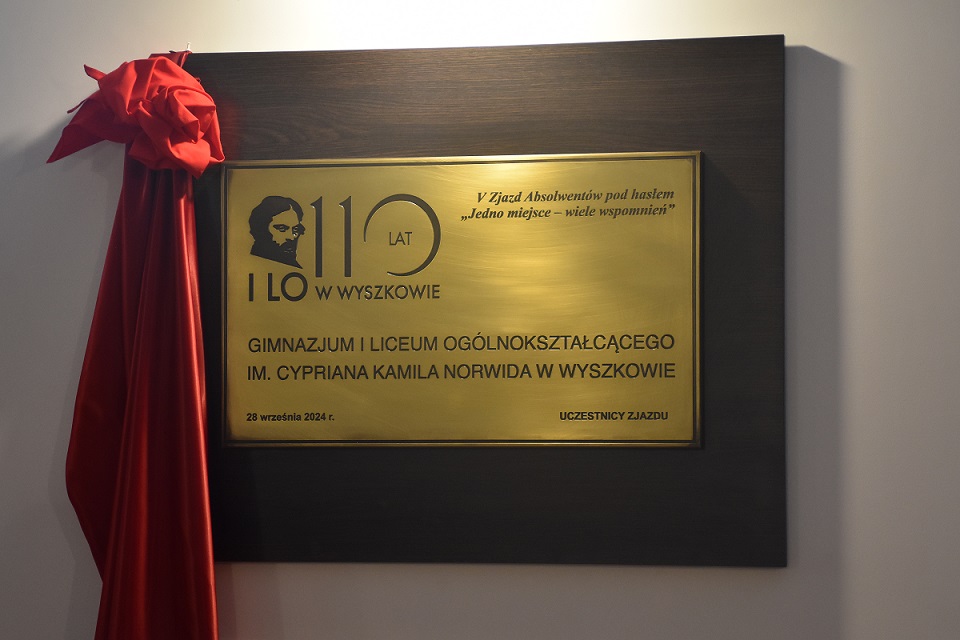 V Zjazd Absolwentów pod hasłem
„Jedno miejsce – wiele wspomnień”
110
LAT
I LO W WYSZKOWIE
GIMNAZJUM I LICEUM OGÓLNOKSZTAŁCĄCEGO
IM. CYPRIANA KAMILA NORWIDA W WYSZKOWIE
28 września 2024 r.
UCZESTNICY ZJAZDU